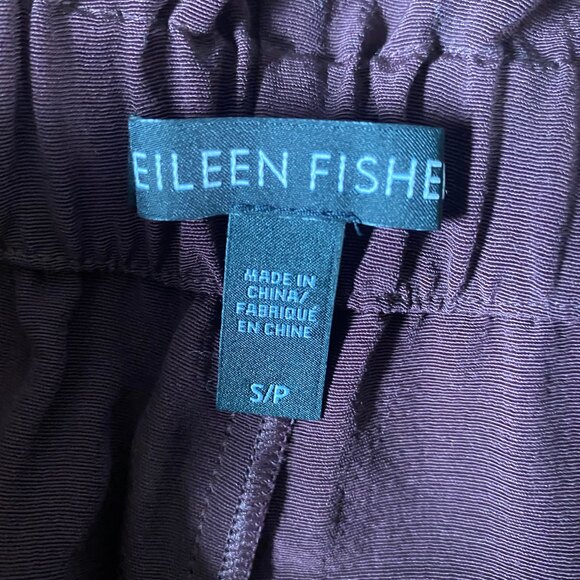 EILEEN FISHE
MADE IN
CHINA/
FABRIQUÉ
EN CHINE
S/P